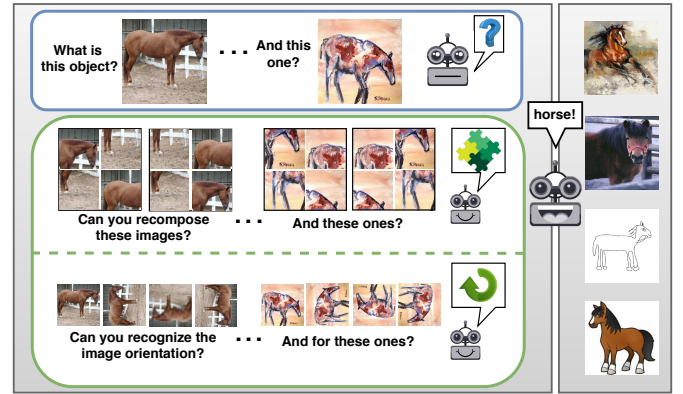 What is
this object?
And this
one?
horse!
Can you recompose
these images?
And these ones?
Can you recognize the
image orientation?
And for these ones?